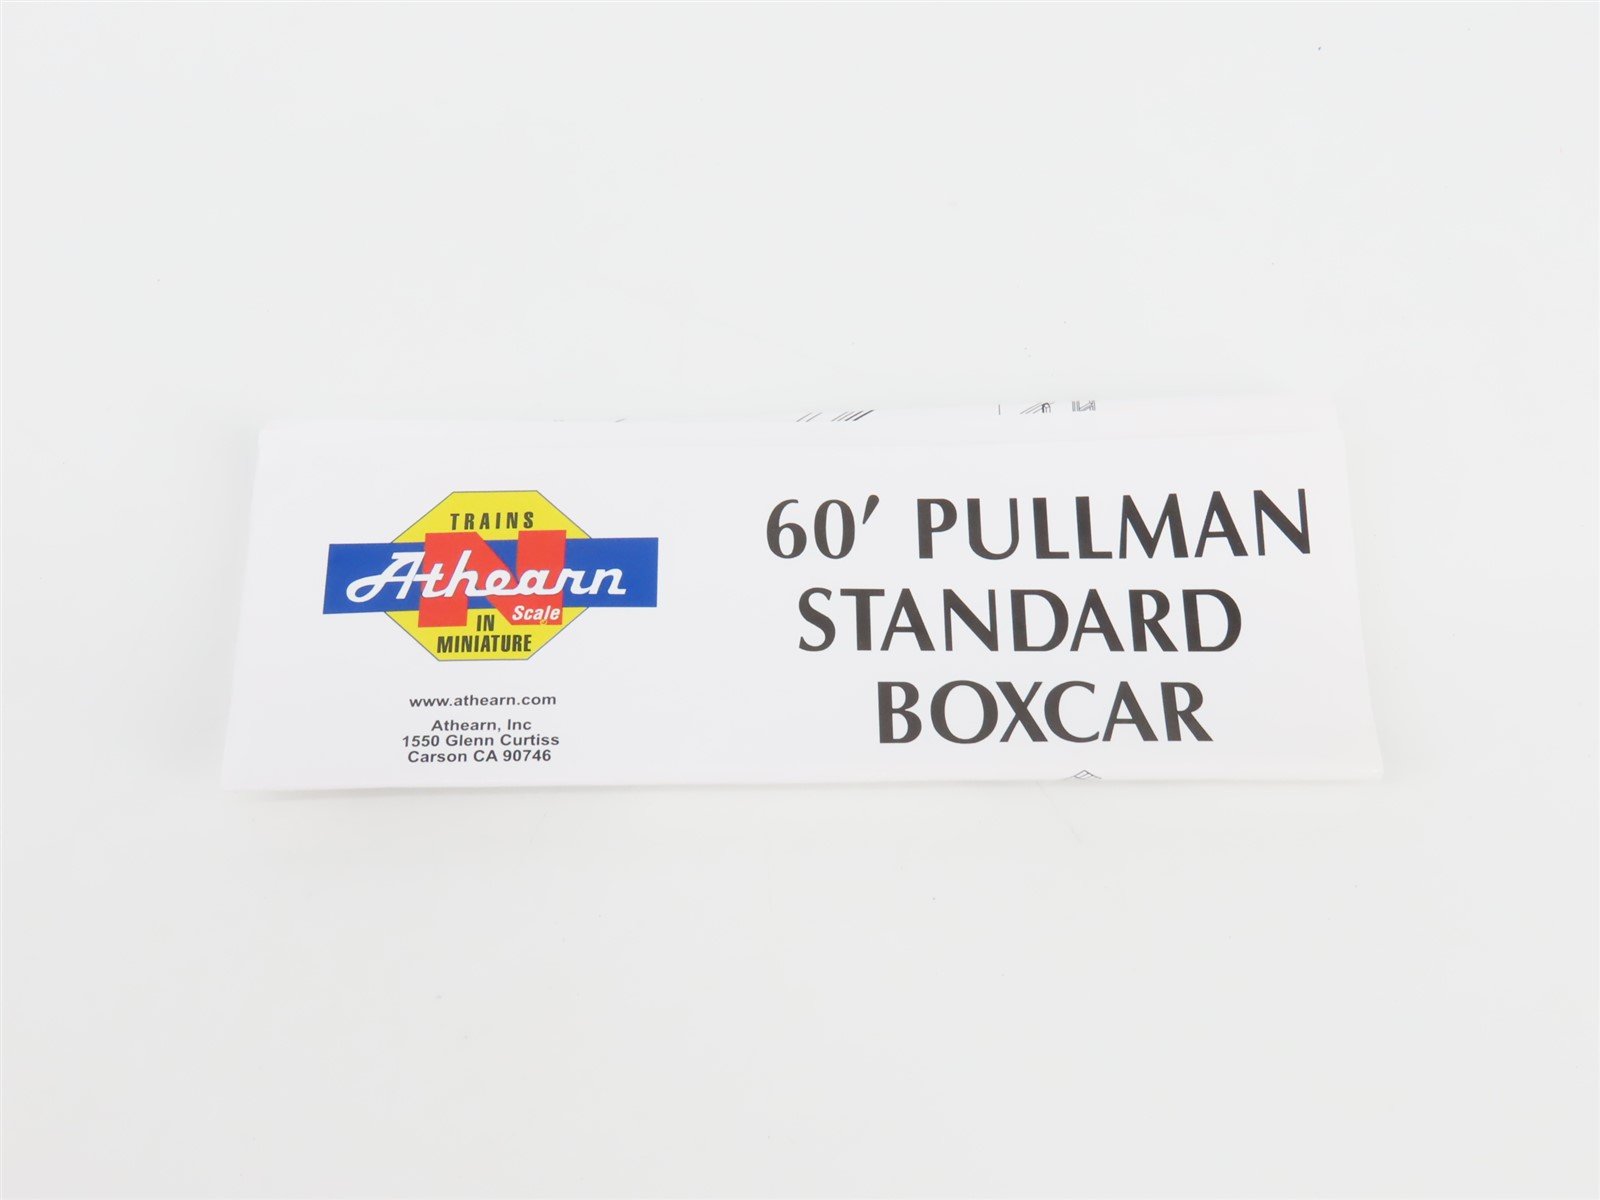 TRAINS
Athearn
N
Scale
IN
MINIATURE
www.athearn.com
Athearn, Inc
1550 Glenn Curtiss
Carson CA 90746
60′ PULLMAN
STANDARD
BOXCAR